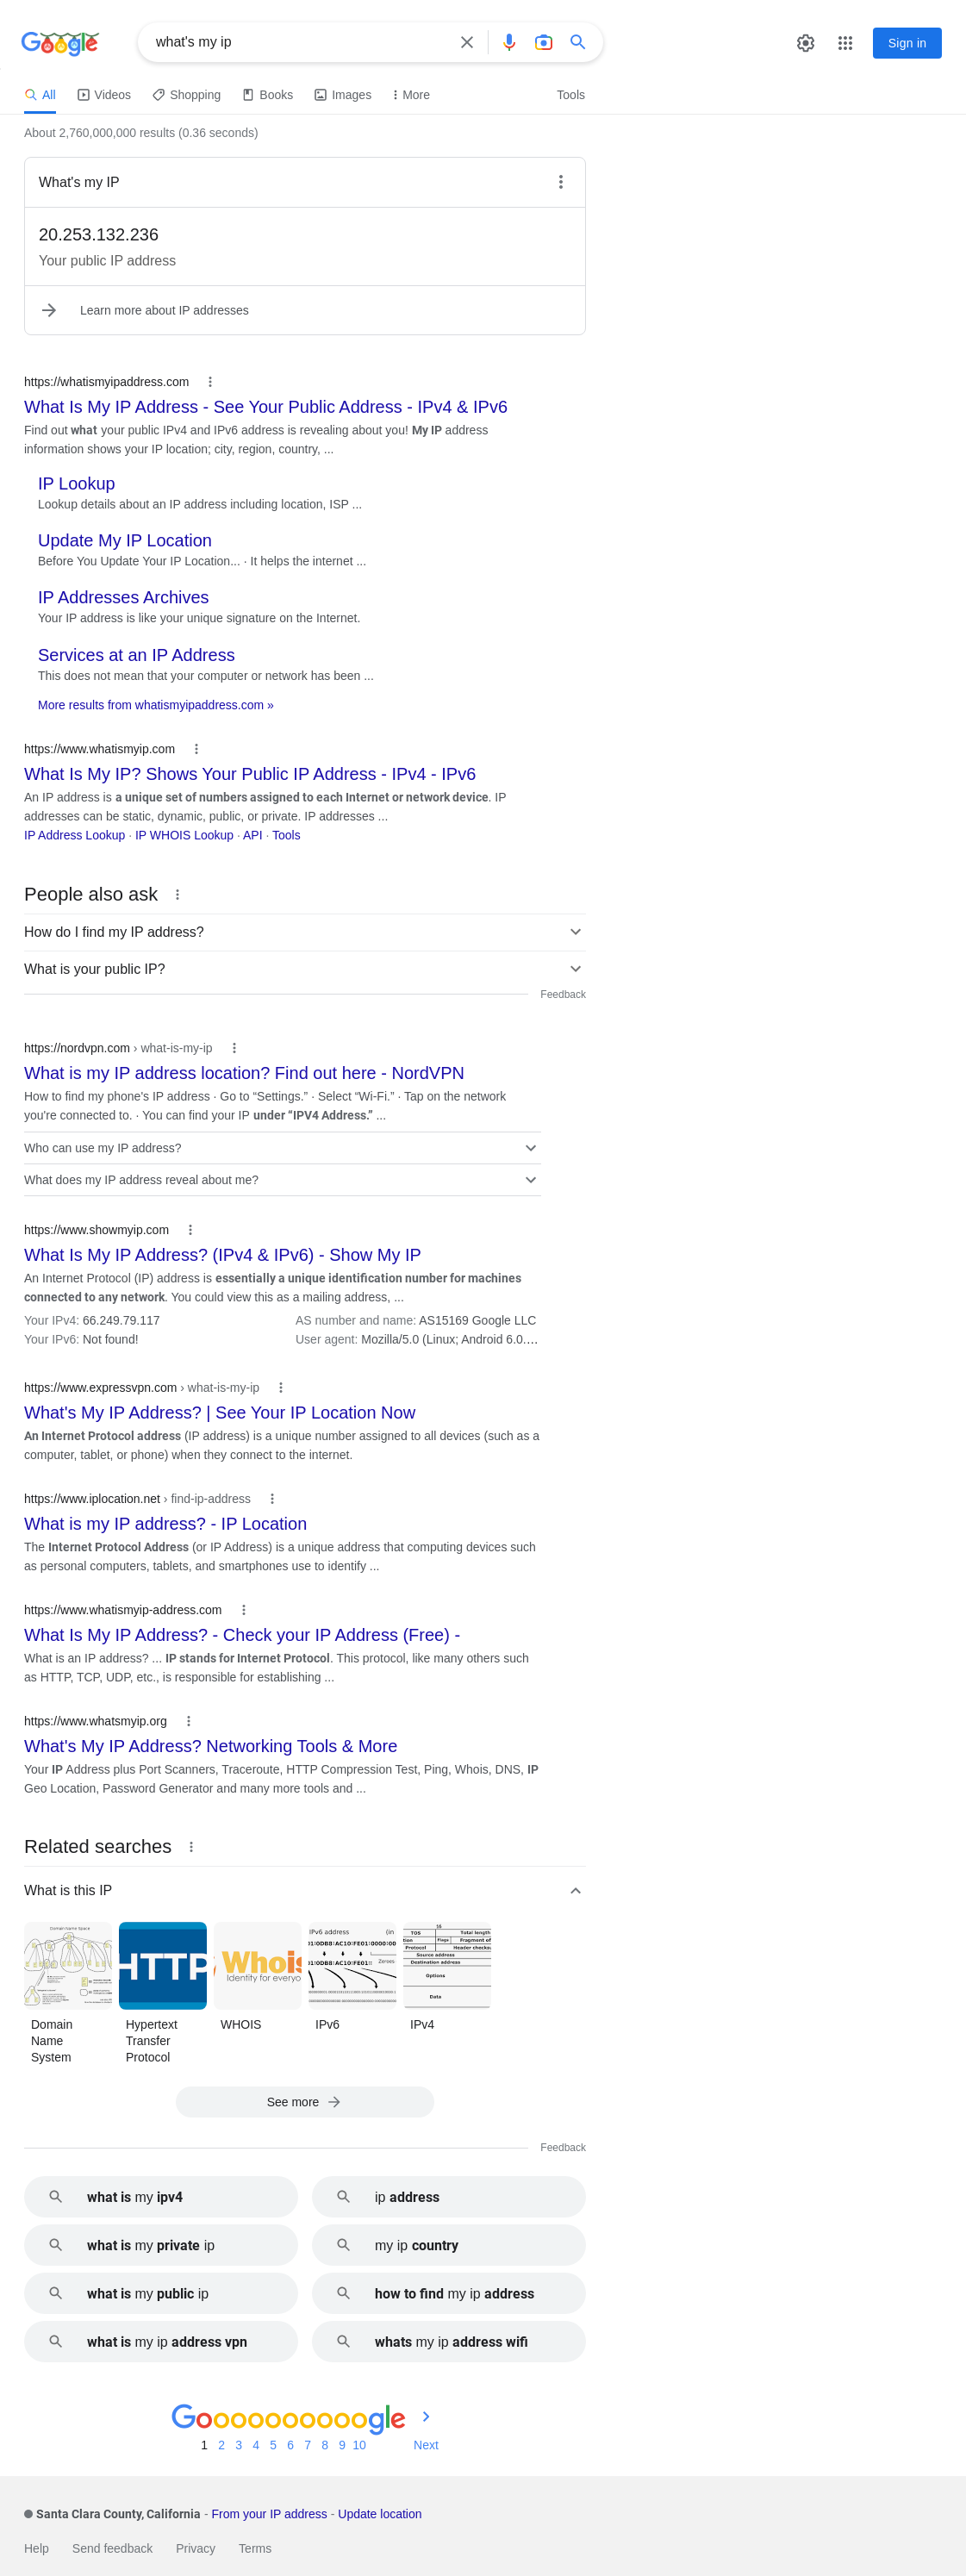 Google
what's my ip
Sign in
All
Videos
Shopping
Books
Images
More
Tools
About 2,760,000,000 results (0.36 seconds)
What's my IP
20.253.132.236
Your public IP address
Learn more about IP addresses
https://whatismyipaddress.com
What Is My IP Address - See Your Public Address - IPv4 & IPv6
Find out what your public IPv4 and IPv6 address is revealing about you! My IP address
information shows your IP location; city, region, country, ...
IP Lookup
Lookup details about an IP address including location, ISP ...
Update My IP Location
Before You Update Your IP Location... · It helps the internet ...
IP Addresses Archives
Your IP address is like your unique signature on the Internet.
Services at an IP Address
This does not mean that your computer or network has been ...
More results from whatismyipaddress.com »
https://www.whatismyip.com
What Is My IP? Shows Your Public IP Address - IPv4 - IPv6
An IP address is a unique set of numbers assigned to each Internet or network device. IP
addresses can be static, dynamic, public, or private. IP addresses ...
IP Address Lookup · IP WHOIS Lookup · API · Tools
People also ask
How do I find my IP address?
What is your public IP?
Feedback
https://nordvpn.com › what-is-my-ip
What is my IP address location? Find out here - NordVPN
How to find my phone's IP address · Go to “Settings.” · Select “Wi-Fi.” · Tap on the network
you're connected to. · You can find your IP under “IPV4 Address.” ...
Who can use my IP address?
What does my IP address reveal about me?
https://www.showmyip.com
What Is My IP Address? (IPv4 & IPv6) - Show My IP
An Internet Protocol (IP) address is essentially a unique identification number for machines
connected to any network. You could view this as a mailing address, ...
Your IPv4: 66.249.79.117
AS number and name: AS15169 Google LLC
Your IPv6: Not found!
User agent: Mozilla/5.0 (Linux; Android 6.0....
https://www.expressvpn.com › what-is-my-ip
What's My IP Address? | See Your IP Location Now
An Internet Protocol address (IP address) is a unique number assigned to all devices (such as a
computer, tablet, or phone) when they connect to the internet.
https://www.iplocation.net › find-ip-address
What is my IP address? - IP Location
The Internet Protocol Address (or IP Address) is a unique address that computing devices such
as personal computers, tablets, and smartphones use to identify ...
https://www.whatismyip-address.com
What Is My IP Address? - Check your IP Address (Free) -
What is an IP address? ... IP stands for Internet Protocol. This protocol, like many others such
as HTTP, TCP, UDP, etc., is responsible for establishing ...
https://www.whatsmyip.org
What's My IP Address? Networking Tools & More
Your IP Address plus Port Scanners, Traceroute, HTTP Compression Test, Ping, Whois, DNS, IP
Geo Location, Password Generator and many more tools and ...
Related searches
What is this IP
Domain Name Space
HTTP
Whois
Identity for everyo
IPv6 address (in
Zeroes
16
TOS Total length
Flags Fragment of
Protocol Header checks
Source address
Destination address
Options
Data
Domain
Name
System
Hypertext
Transfer
Protocol
WHOIS
IPv6
IPv4
See more
Feedback
what is my ipv4
ip address
what is my private ip
my ip country
what is my public ip
how to find my ip address
what is my ip address vpn
whats my ip address wifi
Goooooooooogle
1 2 3 4 5 6 7 8 9 10 Next
Santa Clara County, California - From your IP address - Update location
Help
Send feedback
Privacy
Terms